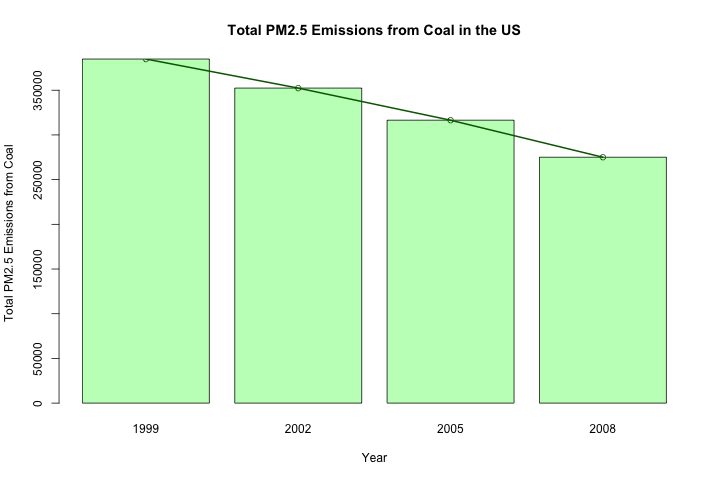 Total PM2.5 Emissions from Coal in the US
Total PM2.5 Emissions from Coal
350000
250000
150000
50000
0
1999 2002 2005 2008
Year